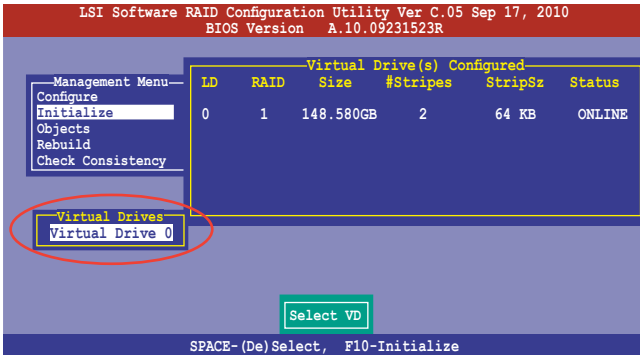 LSI Software RAID Configuration Utility Ver C.05 Sep 17, 2010
BIOS Version A.10.09231523R
Virtual Drive(s) Configured
LD RAID Size #Stripes StripSz Status
0 1 148.580GB 2 64 KB ONLINE
Management Menu
Configure
Initialize
Objects
Rebuild
Check Consistency
Virtual Drives
Virtual Drive 0
Select VD
SPACE-(De)Select, F10-Initialize